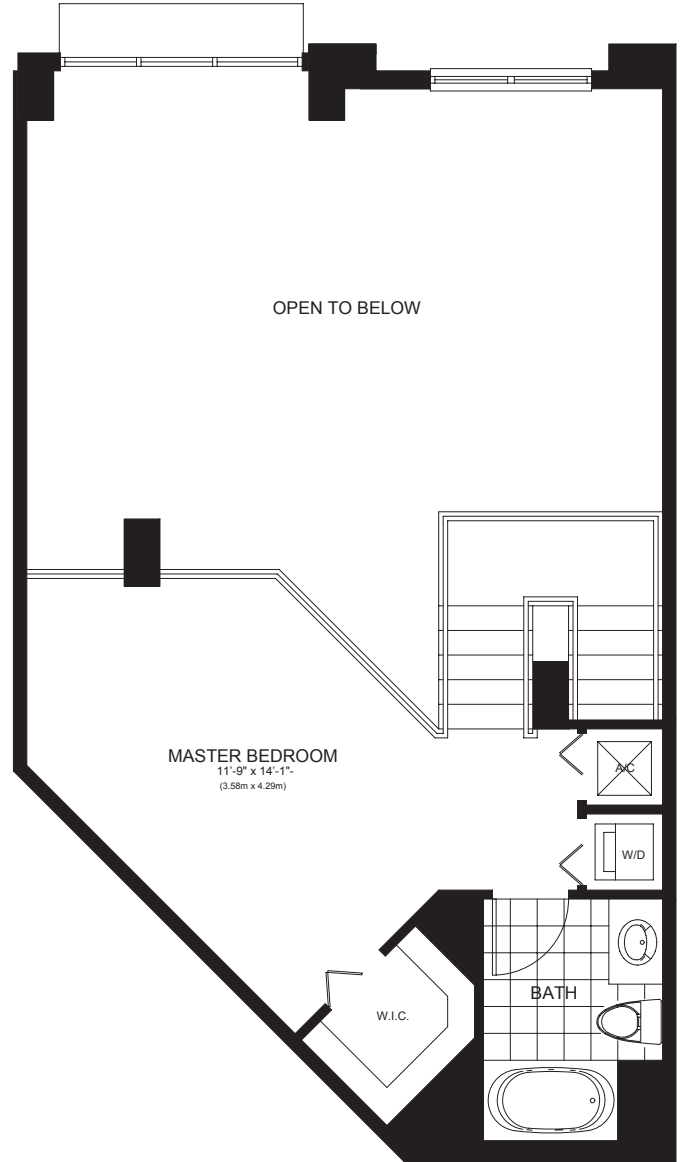 OPEN TO BELOW
MASTER BEDROOM
11'-9" x 14'-1"-
(3.58m x 4.29m)
A/C
W/D
BATH
W.I.C.